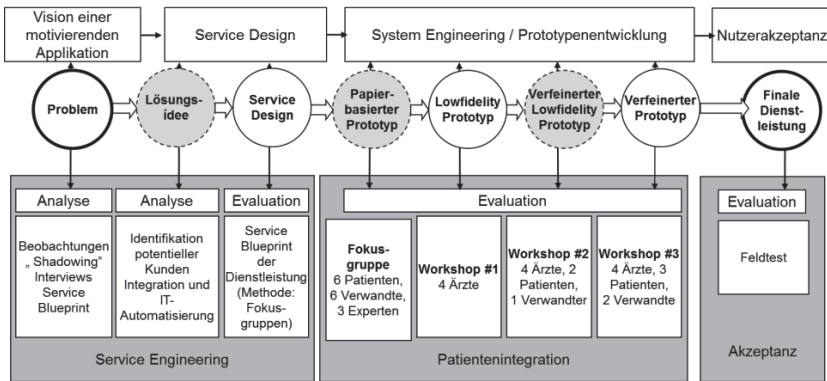 Vision einer
motivierenden
Applikation
Service Design
System Engineering / Prototypenentwicklung
Nutzerakzeptanz
Problem
Lösungs-
ídee
Service
Design
Papier-
basierter
Prototyp
Lowfidelity
Prototyp
Verfeinerter
Lowfidelity
Prototyp
Verfeinerter
Prototyp
Finale
Dienst-
leistung
Analyse
Analyse
Evaluation
Evaluation
Evaluation
Beobachtungen
„ Shadowing"
Interviews
Service
Blueprint
Identifikation
potentieller
Kunden
Integration und
IT-
Automatisierung
Service
Blueprint
der
Dienstleistung
(Methode:
Fokus-
gruppen)
Fokus-
gruppe
6 Patienten,
6 Verwandte,
3 Experten
Workshop #1
4 Ärzte
Workshop #2
4 Ärzte, 2
Patienten,
1 Verwandter
Workshop #3
4 Ärzte, 3
Patienten,
2 Verwandte
Feldtest
Service Engineering
Patientenintegration
Akzeptanz